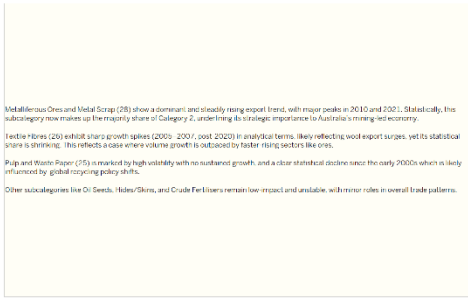 Metalliferous Ores and Metal Scrap (28) show a dominant and steadily rising export trend, with major peaks in 2010 and 2021. Statistically, this
subcategory now makes up the majority share of Category 2, underlining its strategic importance to Australia's mining-led economy.
Textile Fibres (26) exhibit sharp growth spikes (2005–2007, post 2020) in analytical terms, likely reflecting wool export surges, yet its statistical
share is shrinking. This reflects a case where volume growth is outpaced by faster rising sectors like ores.
Pulp and Waste Paper (25) is marked by high volatility with no sustained growth, and a clear statistical decline since the early 2000s which is likely
influenced by global recycling policy shifts.
Other subcategories like Oil Seeds, Hides/Skins, and Crude Fertilisers remain low-impact and unstable, with minor roles in overall trade patterns.